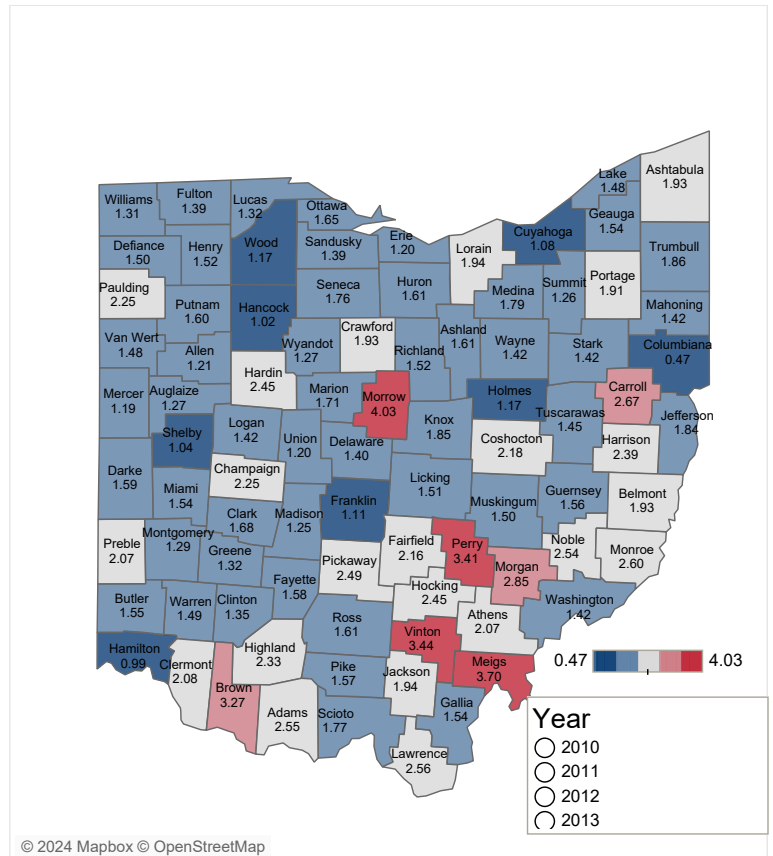 Ashtabula
1.93
Lake
1.48
Geauga
1.54
Williams
1.31
Fulton
1.39
Lucas
1.32
Ottawa
1.65
Erie
1.20
Lorain
1.94
Cuyahoga
1.08
Trumbull
1.86
Defiance
1.50
Henry
1.52
Wood
1.17
Sandusky
1.39
Paulding
2.25
Putnam
1.60
Hancock
1.02
Seneca
1.76
Huron
1.61
Medina
1.79
Summit
1.26
Portage
1.91
Mahoning
1.42
Van Wert
1.48
Allen
1.21
Wyandot
1.27
Crawford
1.93
Richland
1.52
Ashland
1.61
Wayne
1.42
Stark
1.42
Columbiana
0.47
Hardin
2.45
Mercer
1.19
Auglaize
1.27
Marion
1.71
Morrow
4.03
Holmes
1.17
Carroll
2.67
Tuscarawas
1.45
Jefferson
1.84
Shelby
1.04
Logan
1.42
Union
1.20
Delaware
1.40
Knox
1.85
Coshocton
2.18
Harrison
2.39
Darke
1.59
Miami
1.54
Champaign
2.25
Licking
1.51
Guernsey
1.56
Belmont
1.93
Clark
1.68
Madison
1.25
Franklin
1.11
Muskingum
1.50
Preble
2.07
Montgomery
1.29
Greene
1.32
Pickaway
2.49
Fairfield
2.16
Perry
3.41
Morgan
2.85
Noble
2.54
Monroe
2.60
Butler
1.55
Warren
1.49
Clinton
1.35
Fayette
1.58
Hocking
2.45
Washington
1.42
Ross
1.61
Athens
2.07
Hamilton
0.99
Clermont
2.08
Highland
2.33
Vinton
3.44
Meigs
3.70
Brown
3.27
Pike
1.57
Jackson
1.94
Gallia
1.54
Adams
2.55
Scioto
1.77
Lawrence
2.56
0.47
4.03
Year
2010
2011
2012
2013
© 2024 Mapbox © OpenStreetMap